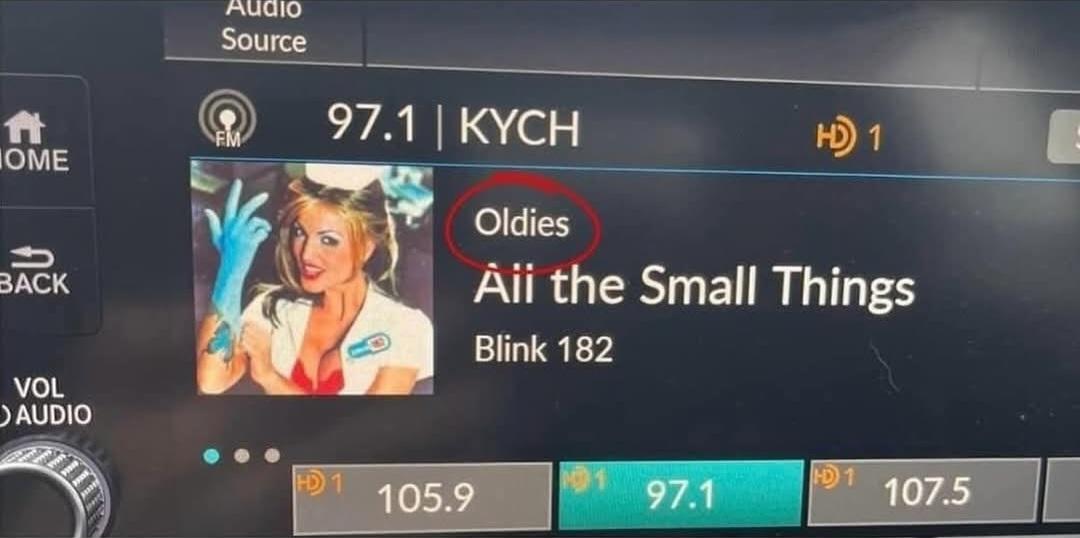 Audio
Source
FM
97.1 | KYCH
HD 1
HOME
Oldies
BACK
All the Small Things
Blink 182
VOL
AUDIO
HD 1
105.9
HD 1
97.1
HD 1
107.5